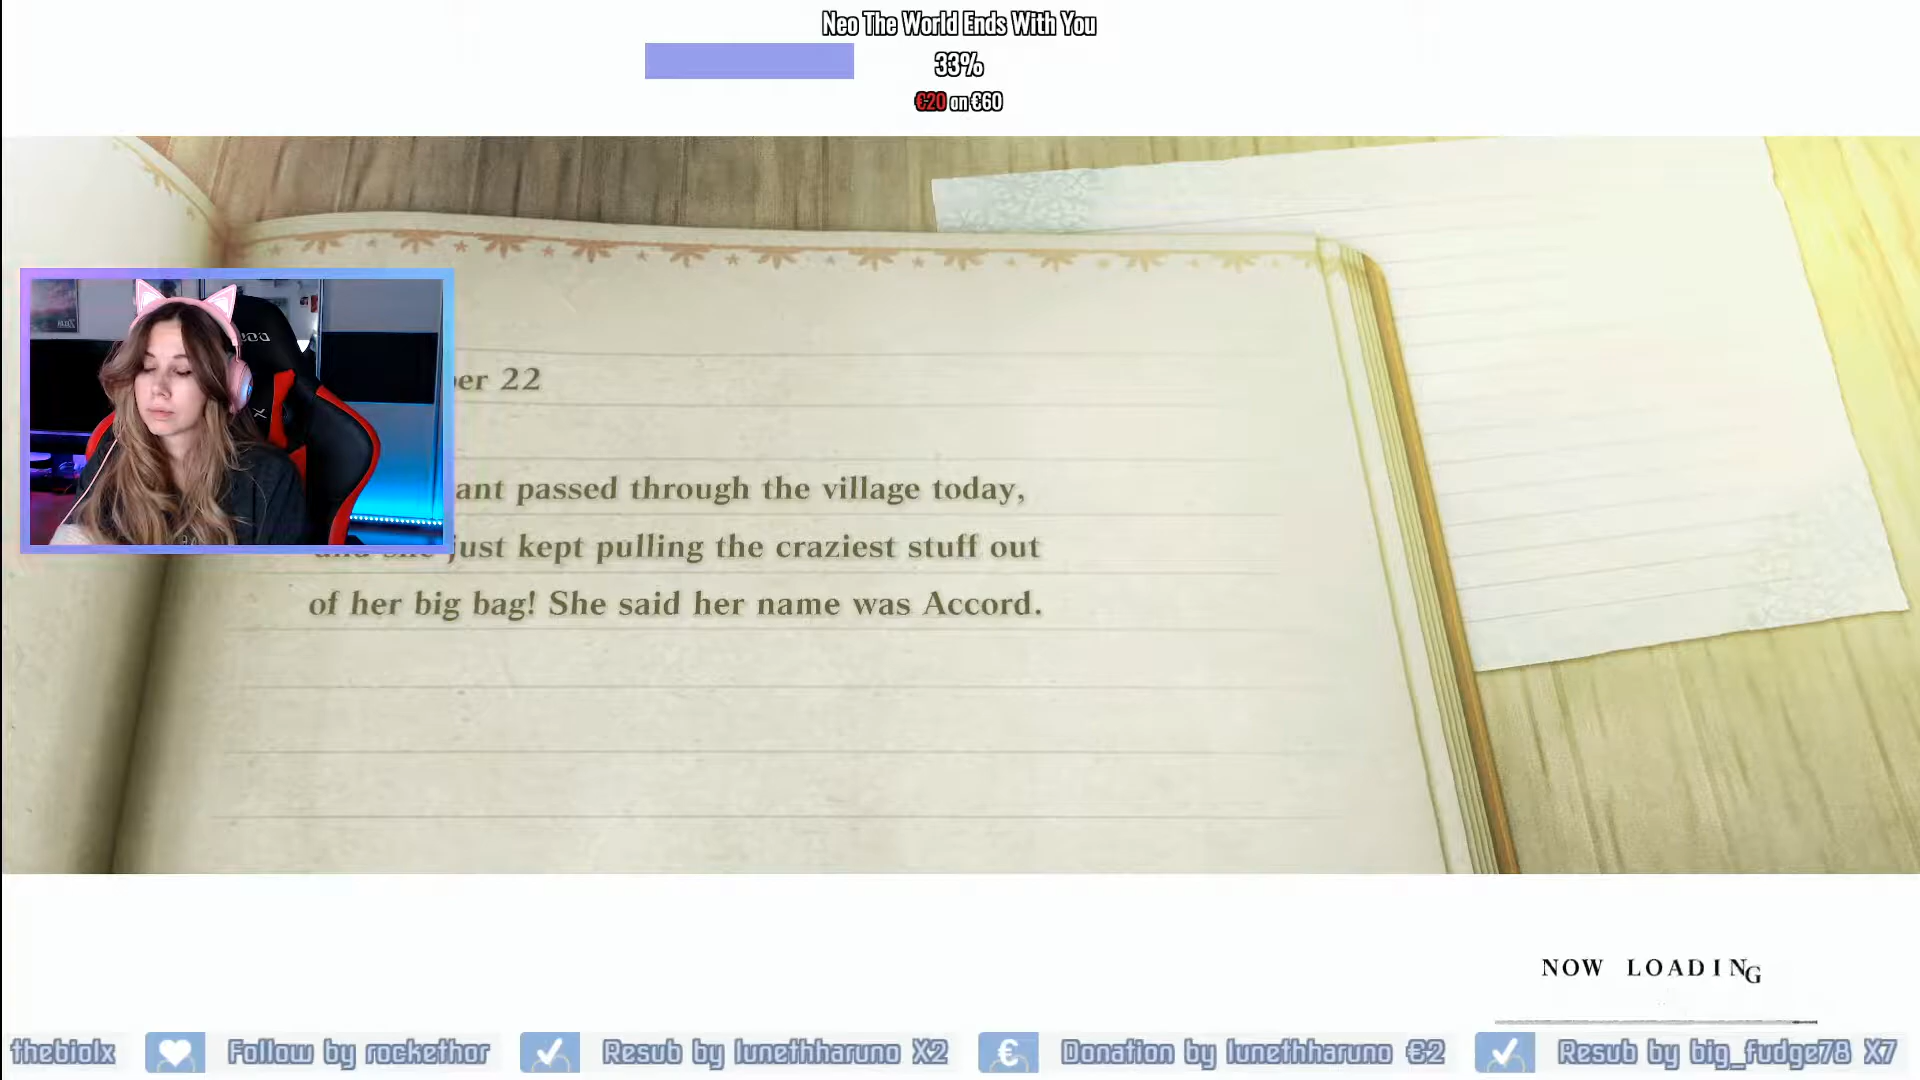 Neo The World Ends With You
33%
€20 on €60
er 22
ant passed through the village today,
and she just kept pulling the craziest stuff out
of her big bag! She said her name was Accord.
NOW LOADING
thebiolx Follow by rockethor Resub by lunethharuno X2 € Donation by lunethharuno €2 Resub by big_fudge78 X7